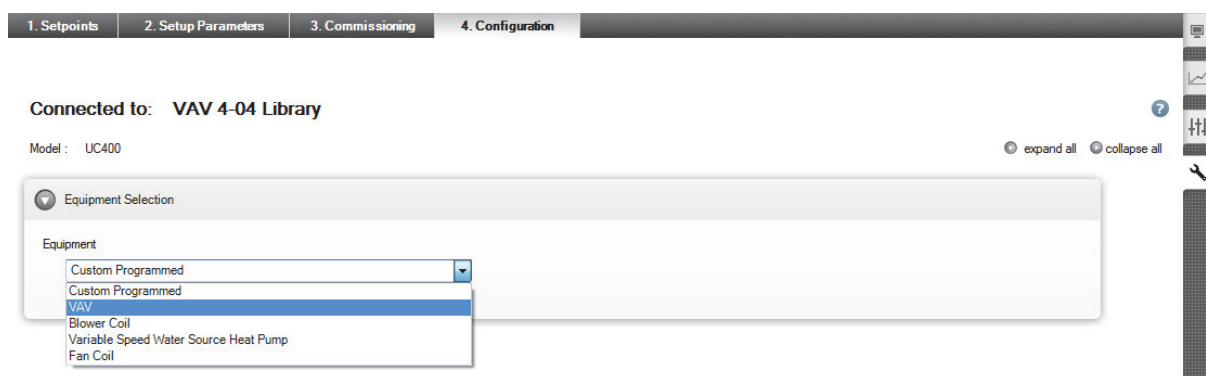 1. Setpoints 2. Setup Parameters 3. Commissioning 4. Configuration
Connected to: VAV 4-04 Library
?
Model : UC400
expand all collapse all
Equipment Selection
Equipment
Custom Programmed
Custom Programmed
VAV
Blower Coil
Variable Speed Water Source Heat Pump
Fan Coil